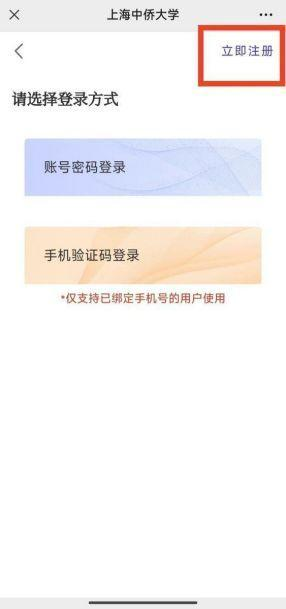 上海中侨大学
立即注册
请选择登录方式
账号密码登录
手机验证码登录
*仅支持已绑定手机号的用户使用